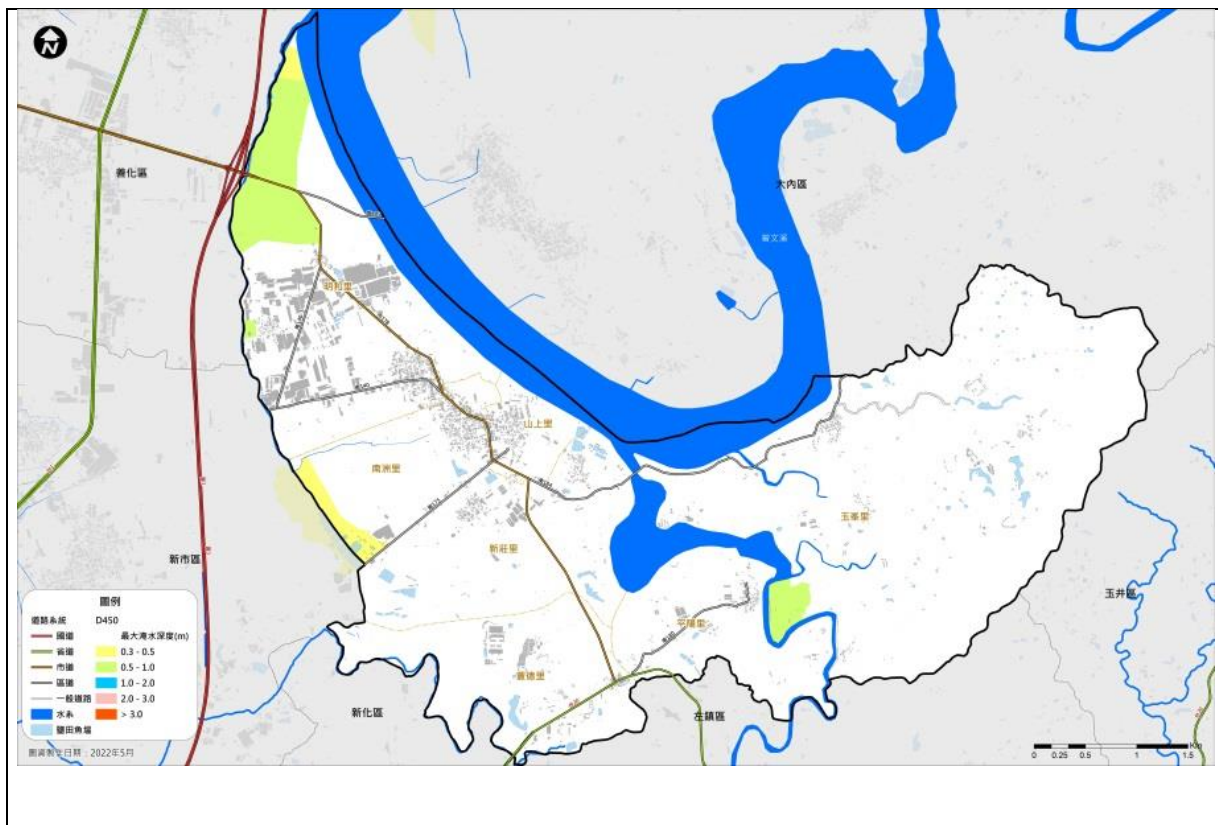 N
善化區
大內區
曾文溪
明和里
山上里
南洲里
玉峯里
新莊里
新市區
玉井區
平陽里
豐德里
新化區
左鎮區
圖例
道路系統 D450
國道 最大淹水深度(m)
省道 0.3 - 0.5
市道 0.5 - 1.0
區道 1.0 - 2.0
一般道路 2.0 - 3.0
水系 > 3.0
鹽田魚塭
圖資製定日期：2022年5月
Km
0 0.25 0.5 1 1.5